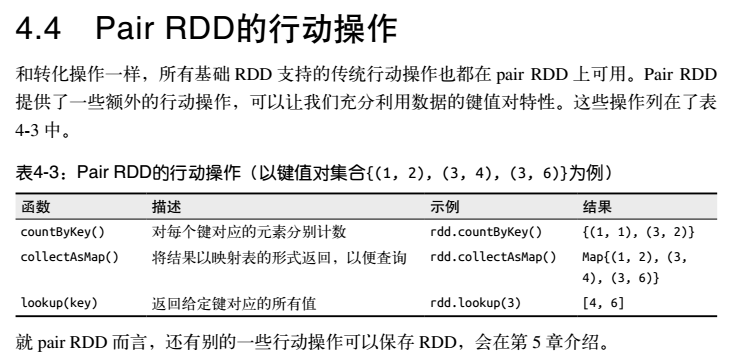 4.4 Pair RDD的行动操作
和转化操作一样，所有基础 RDD 支持的传统行动操作也都在 pair RDD 上可用。Pair RDD
提供了一些额外的行动操作，可以让我们充分利用数据的键值对特性。这些操作列在了表
4-3 中。
表4-3：Pair RDD的行动操作（以键值对集合{(1, 2), (3, 4), (3, 6)}为例）
函数 描述 示例 结果
countByKey() 对每个键对应的元素分别计数 rdd.countByKey() {(1, 1), (3, 2)}
collectAsMap() 将结果以映射表的形式返回，以便查询 rdd.collectAsMap() Map{(1, 2), (3,
4), (3, 6)}
lookup(key) 返回给定键对应的所有值 rdd.lookup(3) [4, 6]
就 pair RDD 而言，还有别的一些行动操作可以保存 RDD，会在第 5 章介绍。